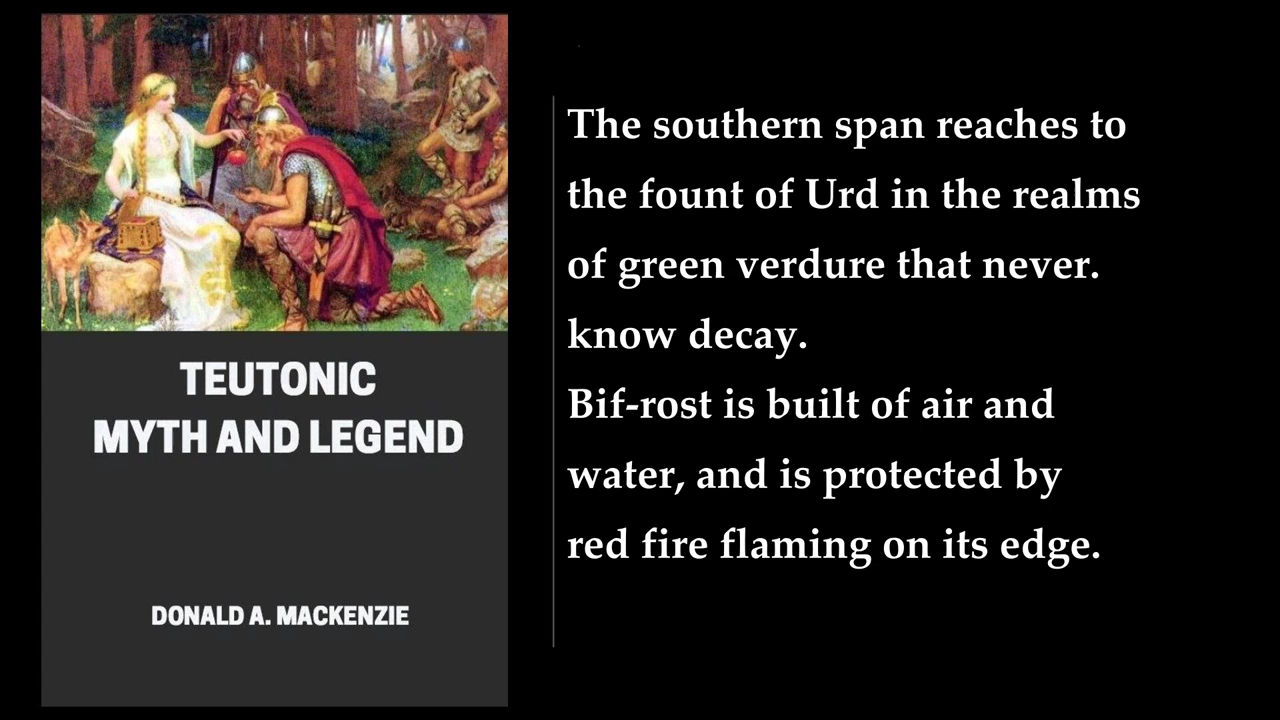 TEUTONIC
MYTH AND LEGEND
DONALD A. MACKENZIE
The southern span reaches to
the fount of Urd in the realms
of green verdure that never.
know decay.
Bif-rost is built of air and
water, and is protected by
red fire flaming on its edge.